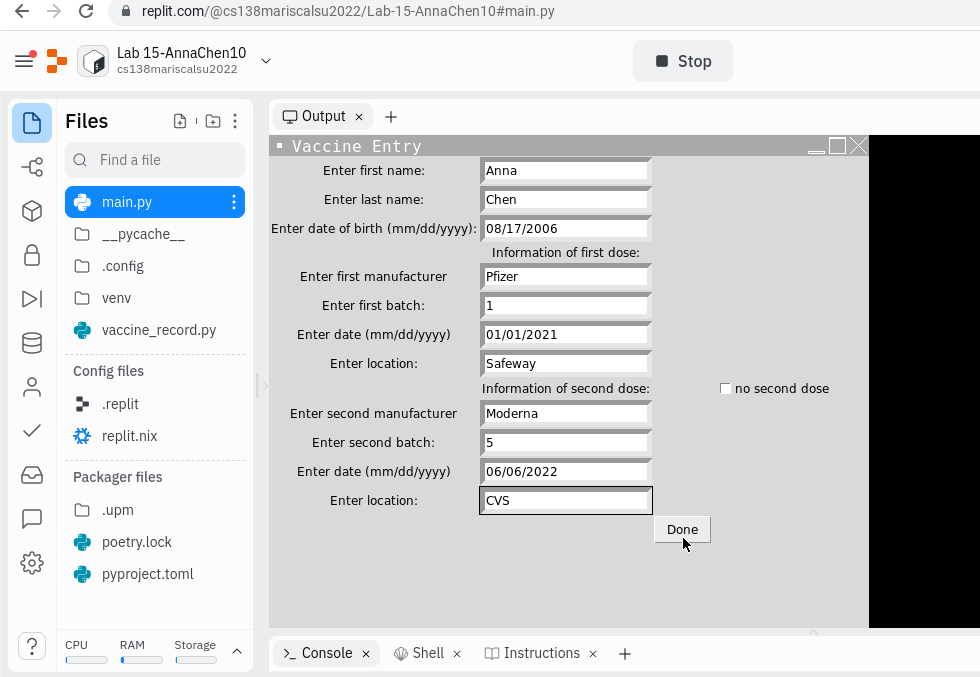 replit.com/@cs138mariscalsu2022/Lab-15-AnnaChen10#main.py
Lab 15-AnnaChen10
cs138mariscalsu2022
Stop
Files
Find a file
main.py
__pycache__
.config
venv
vaccine_record.py
Config files
.replit
replit.nix
Packager files
.upm
poetry.lock
pyproject.toml
CPU RAM Storage
Output
Vaccine Entry
Enter first name: Anna
Enter last name: Chen
Enter date of birth (mm/dd/yyyy): 08/17/2006
Information of first dose:
Enter first manufacturer Pfizer
Enter first batch: 1
Enter date (mm/dd/yyyy) 01/01/2021
Enter location: Safeway
Information of second dose: no second dose
Enter second manufacturer Moderna
Enter second batch: 5
Enter date (mm/dd/yyyy) 06/06/2022
Enter location: CVS
Done
Console Shell Instructions